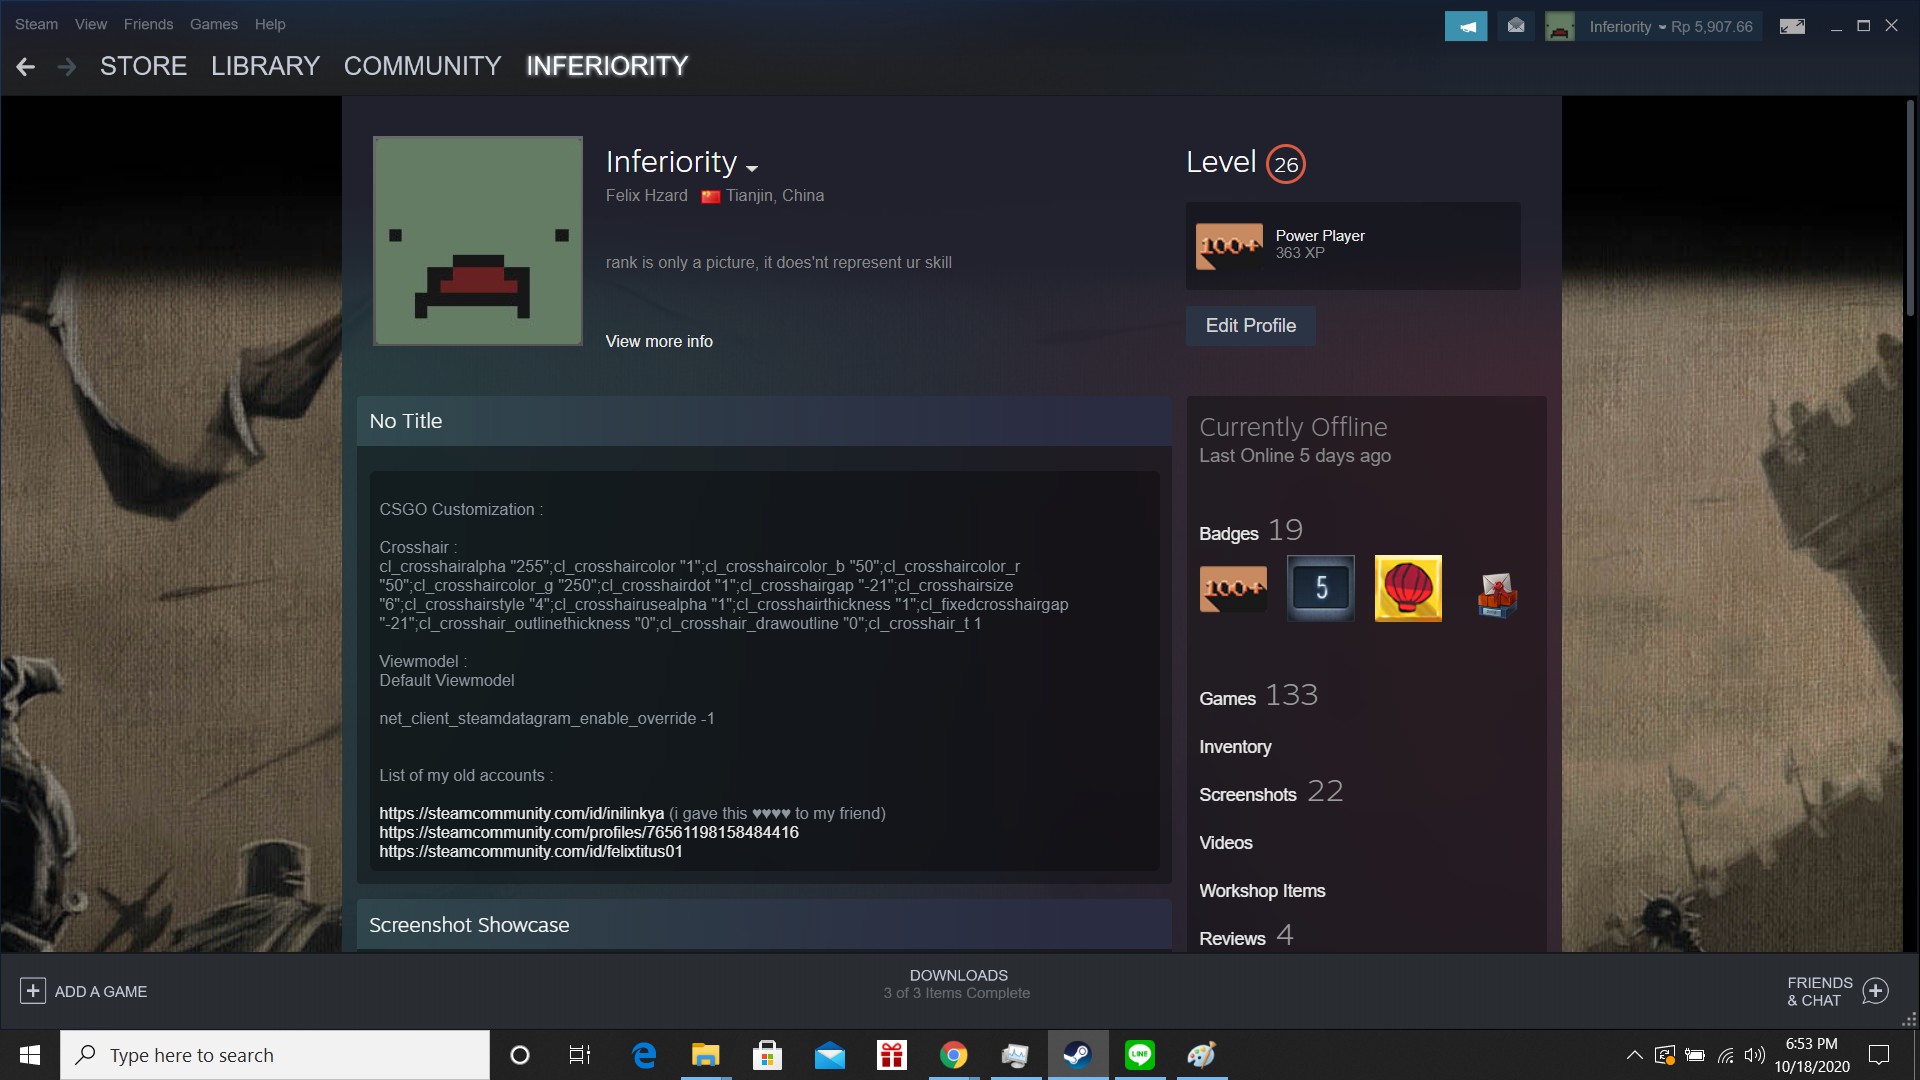 Steam View Friends Games Help
Inferiority Rp 5,907.66
STORE LIBRARY COMMUNITY INFERIORITY
Inferiority
Felix Hzard Tianjin, China
rank is only a picture, it does'nt represent ur skill
View more info
Level 26
100+
Power Player
363 XP
Edit Profile
No Title
CSGO Customization :
Crosshair :
cl_crosshairalpha "255";cl_crosshaircolor "1";cl_crosshaircolor_b "50";cl_crosshaircolor_r
"50";cl_crosshaircolor_g "250";cl_crosshairdot "1";cl_crosshairgap "-21";cl_crosshairsize
"6";cl_crosshairstyle "4";cl_crosshairusealpha "1";cl_crosshairthickness "1";cl_fixedcrosshairgap
"-21";cl_crosshair_outlinethickness "0";cl_crosshair_drawoutline "0";cl_crosshair_t 1
Viewmodel :
Default Viewmodel
net_client_steamdatagram_enable_override -1
List of my old accounts :
https://steamcommunity.com/id/inilinkya (i gave this ♥♥♥♥ to my friend)
https://steamcommunity.com/profiles/76561198158484416
https://steamcommunity.com/id/felixtitus01
Screenshot Showcase
Currently Offline
Last Online 5 days ago
Badges 19
100+ 5
Games 133
Inventory
Screenshots 22
Videos
Workshop Items
Reviews 4
ADD A GAME
DOWNLOADS
3 of 3 Items Complete
FRIENDS
& CHAT
Type here to search
LINE
6:53 PM
10/18/2020